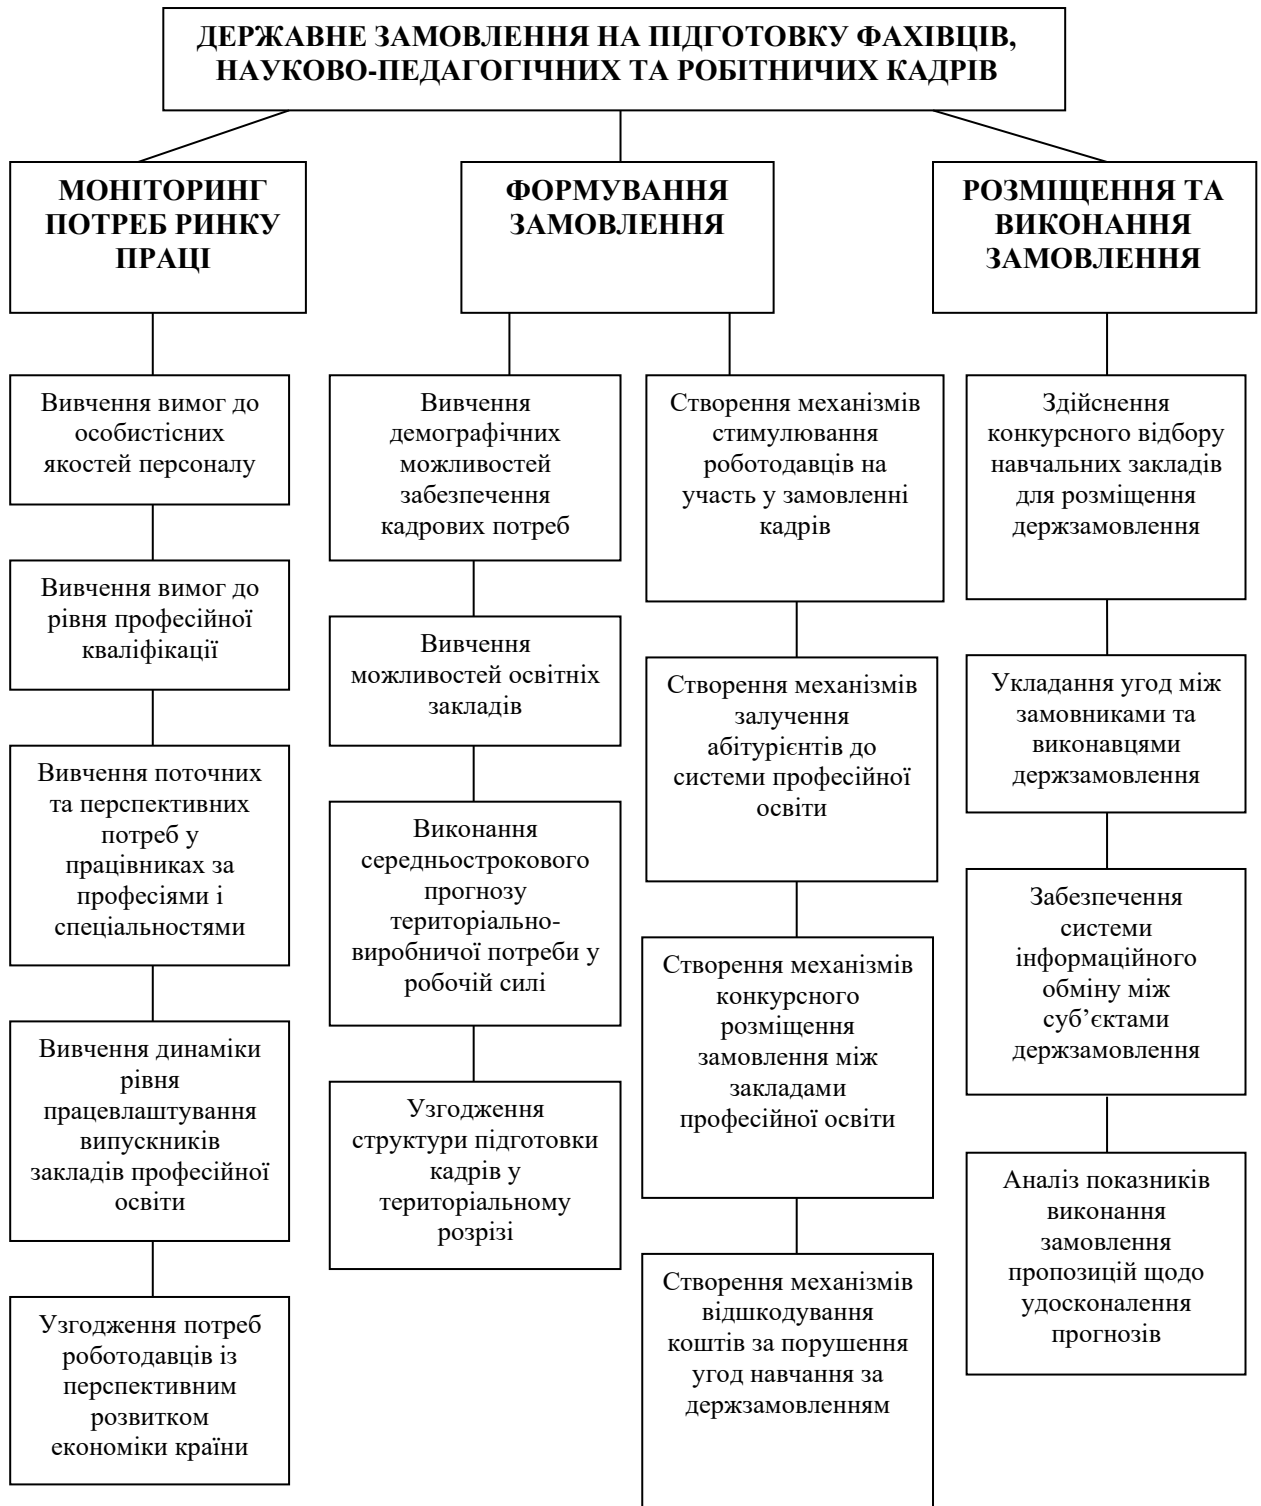 ДЕРЖАВНЕ ЗАМОВЛЕННЯ НА ПІДГОТОВКУ ФАХІВЦІВ,
НАУКОВО-ПЕДАГОГІЧНИХ ТА РОБІТНИЧИХ КАДРІВ
МОНІТОРИНГ
ПОТРЕБ РИНКУ
ПРАЦІ
ФОРМУВАННЯ
ЗАМОВЛЕННЯ
РОЗМІЩЕННЯ ТА
ВИКОНАННЯ
ЗАМОВЛЕННЯ
Вивчення вимог до
особистісних
якостей персоналу
Вивчення вимог до
рівня професійної
кваліфікації
Вивчення поточних
та перспективних
потреб у
працівниках за
професіями і
спеціальностями
Вивчення динаміки
рівня
працевлаштування
випускників
закладів професійної
освіти
Узгодження потреб
роботодавців із
перспективним
розвитком
економіки країни
Вивчення
демографічних
можливостей
забезпечення
кадрових потреб
Вивчення
можливостей освітніх
закладів
Виконання
середньострокового
прогнозу
територіально-
виробничої потреби у
робочій силі
Узгодження
структури підготовки
кадрів у
територіальному
розрізі
Створення механізмів
стимулювання
роботодавців на
участь у замовленні
кадрів
Створення механізмів
залучення
абітурієнтів до
системи професійної
освіти
Створення механізмів
конкурсного
розміщення
замовлення між
закладами
професійної освіти
Створення механізмів
відшкодування
коштів за порушення
угод навчання за
держзамовленням
Здійснення
конкурсного відбору
навчальних закладів
для розміщення
держзамовлення
Укладання угод між
замовниками та
виконавцями
держзамовлення
Забезпечення
системи
інформаційного
обміну між
суб’єктами
держзамовлення
Аналіз показників
виконання
замовлення
пропозицій щодо
удосконалення
прогнозів